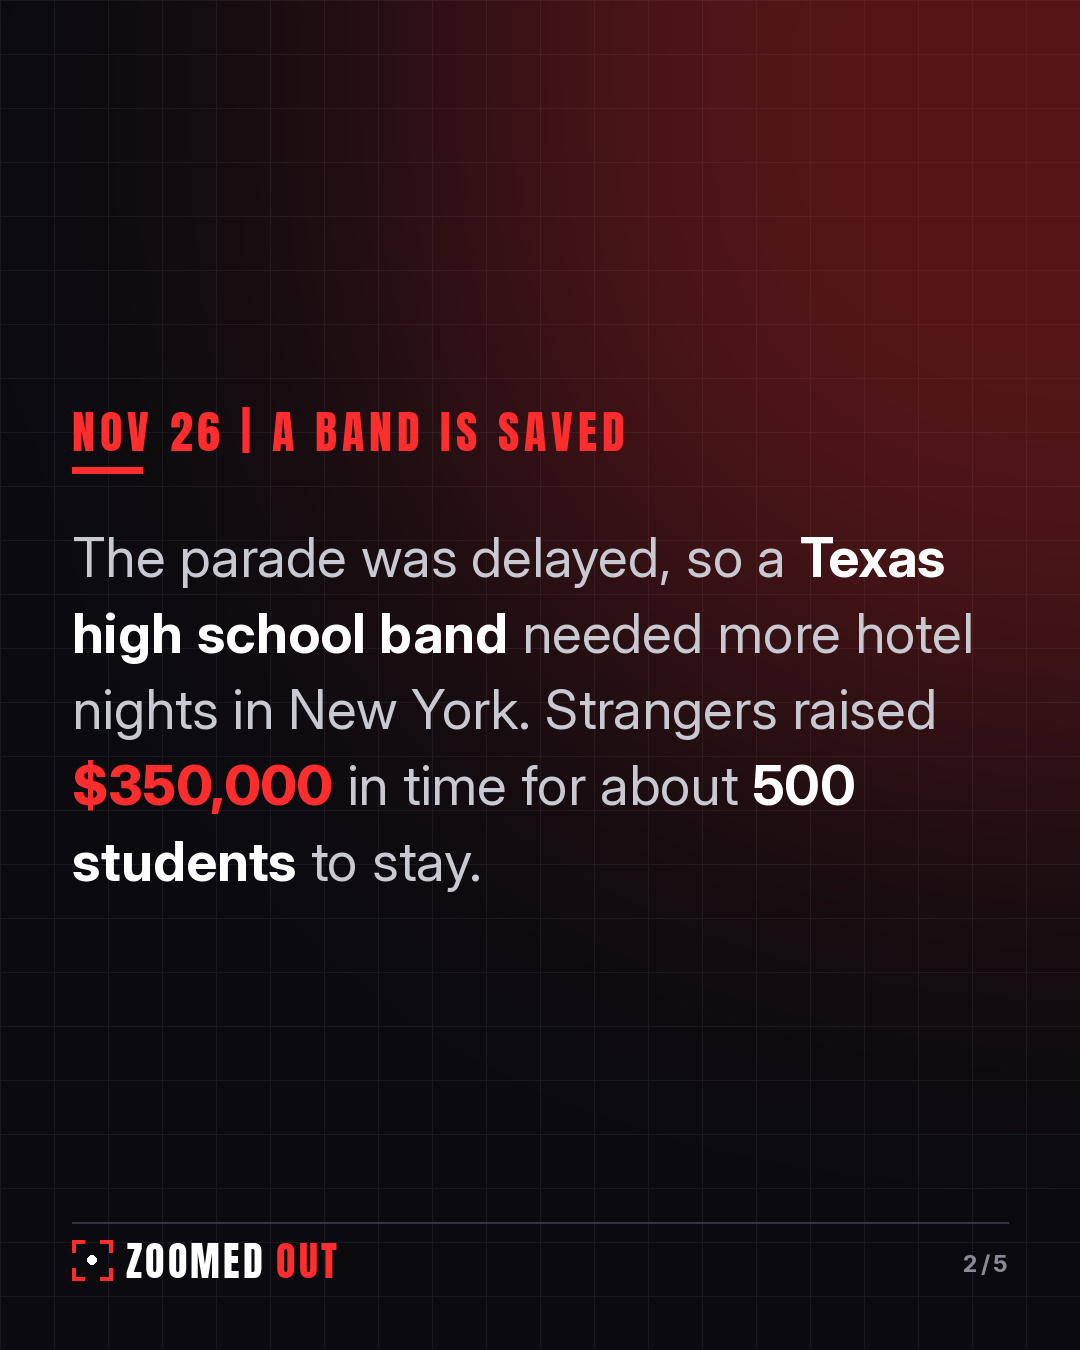 NOV 26 | A BAND IS SAVED
The parade was delayed, so a Texas
high school band needed more hotel
nights in New York. Strangers raised
$350,000 in time for about 500
students to stay.
ZOOMED OUT
2/5